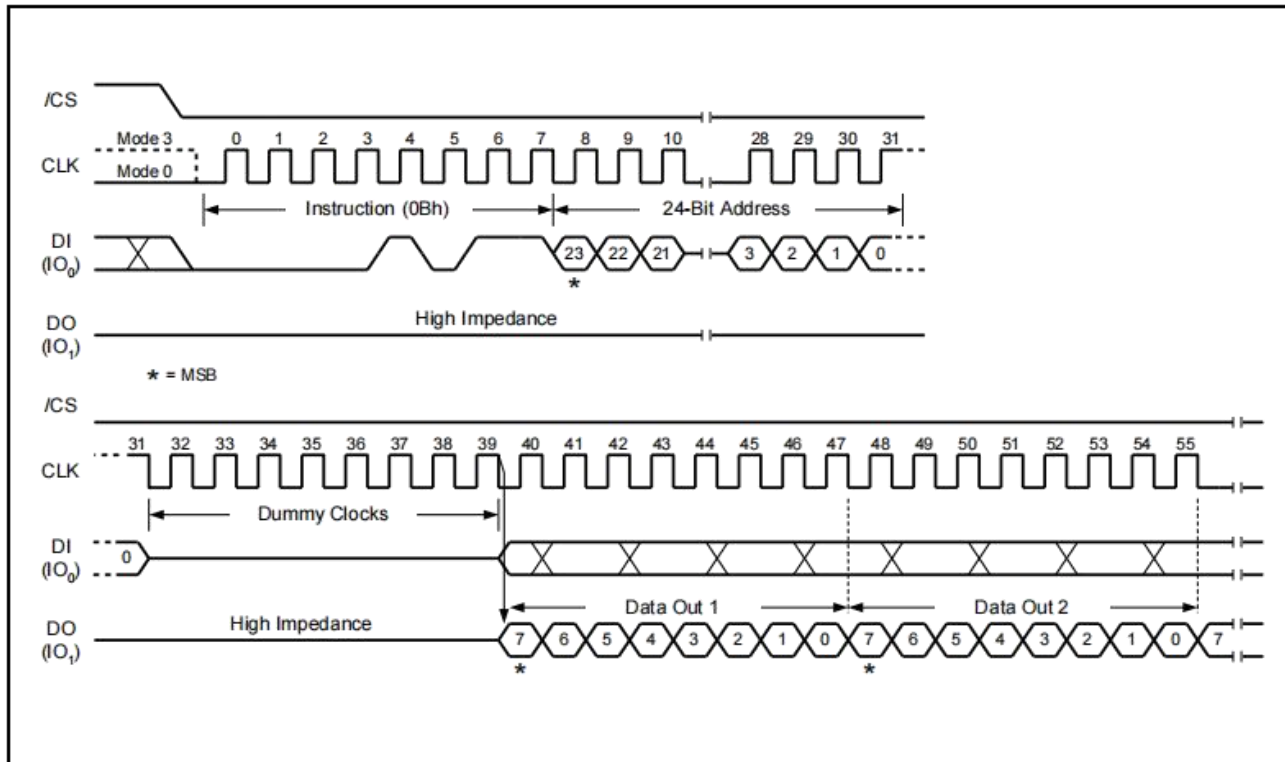 /CS
Mode 3 0 1 2 3 4 5 6 7 8 9 10 28 29 30 31
CLK
Mode 0
Instruction (0Bh) 24-Bit Address
DI
(IO0) 23 22 21 3 2 1 0
*
High Impedance
DO
(IO1)
* = MSB
/CS
31 32 33 34 35 36 37 38 39 40 41 42 43 44 45 46 47 48 49 50 51 52 53 54 55
CLK
Dummy Clocks
DI
(IO0) 0
High Impedance Data Out 1 Data Out 2
DO
(IO1) 7 6 5 4 3 2 1 0 7 6 5 4 3 2 1 0 7
* *